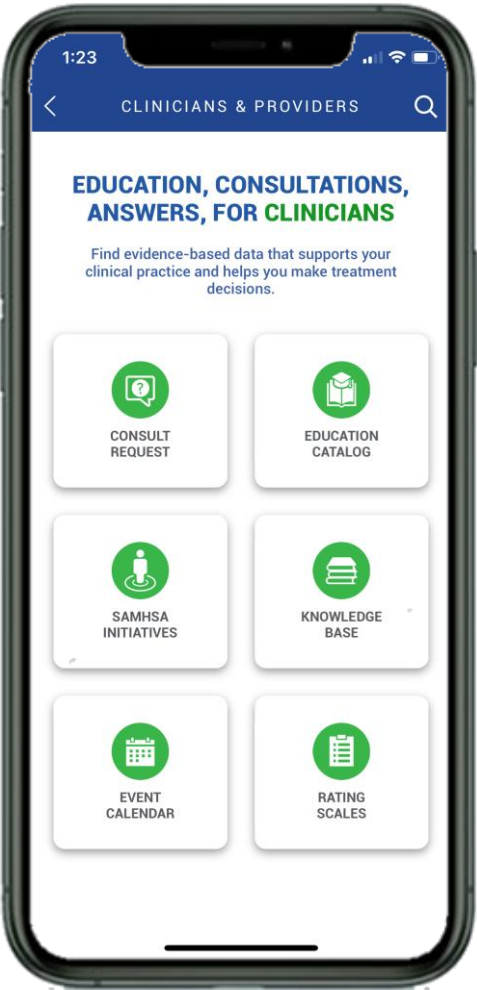 1:23
CLINICIANS & PROVIDERS
EDUCATION, CONSULTATIONS,
ANSWERS, FOR CLINICIANS
Find evidence-based data that supports your
clinical practice and helps you make treatment
decisions.
CONSULT
REQUEST
EDUCATION
CATALOG
SAMHSA
INITIATIVES
KNOWLEDGE
BASE
EVENT
CALENDAR
RATING
SCALES